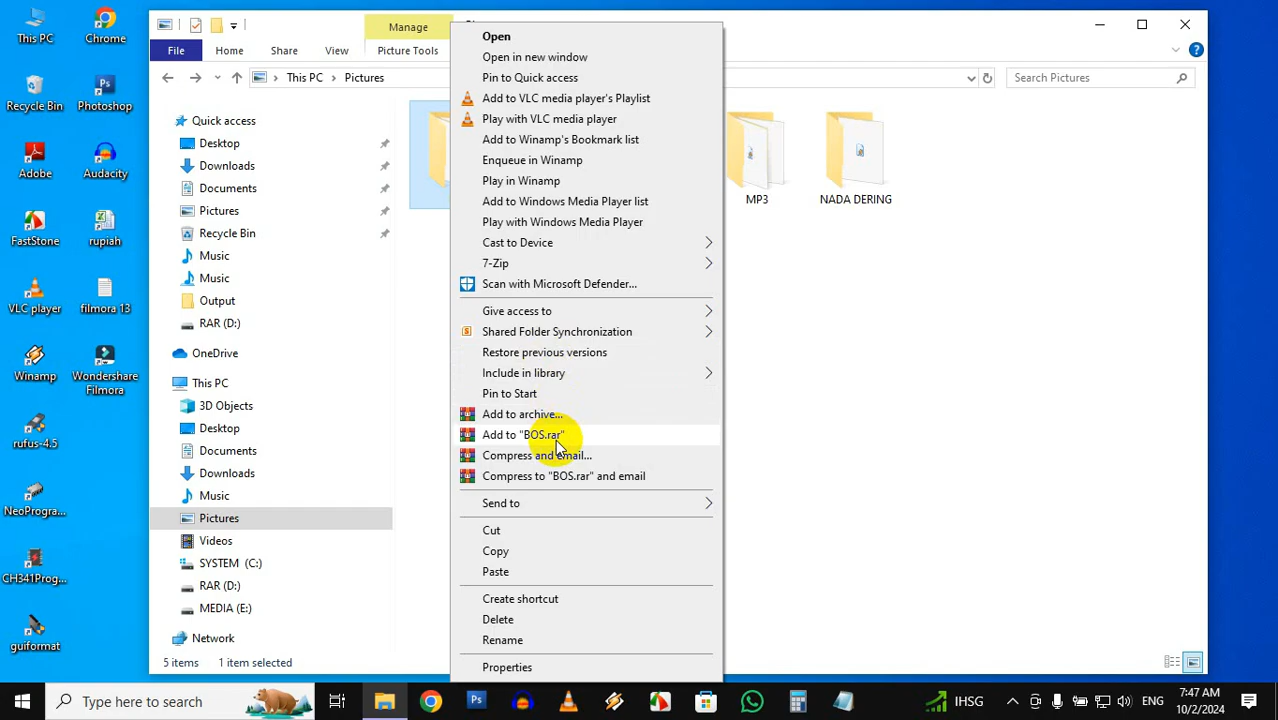 This PC
Chrome
Recycle Bin
Photoshop
Adobe
Audacity
FastStone
rupiah
VLC player
filmora 13
Winamp
Wondershare
Filmora
rufus-4.5
NeoProgra...
CH341Prog...
guiformat
Manage
File
Home
Share
View
Picture Tools
This PC
Pictures
Search Pictures
Quick access
Desktop
Downloads
Documents
Pictures
Recycle Bin
Music
Music
Output
RAR (D:)
OneDrive
This PC
3D Objects
Desktop
Documents
Downloads
Music
Pictures
Videos
SYSTEM (C:)
RAR (D:)
MEDIA (E:)
Network
5 items
1 item selected
MP3
NADA DERING
Open
Open in new window
Pin to Quick access
Add to VLC media player's Playlist
Play with VLC media player
Add to Winamp's Bookmark list
Enqueue in Winamp
Play in Winamp
Add to Windows Media Player list
Play with Windows Media Player
Cast to Device
7-Zip
Scan with Microsoft Defender...
Give access to
Shared Folder Synchronization
Restore previous versions
Include in library
Pin to Start
Add to archive...
Add to "BOS.rar"
Compress and email...
Compress to "BOS.rar" and email
Send to
Cut
Copy
Paste
Create shortcut
Delete
Rename
Properties
Type here to search
IHSG
ENG
7:47 AM
10/2/2024